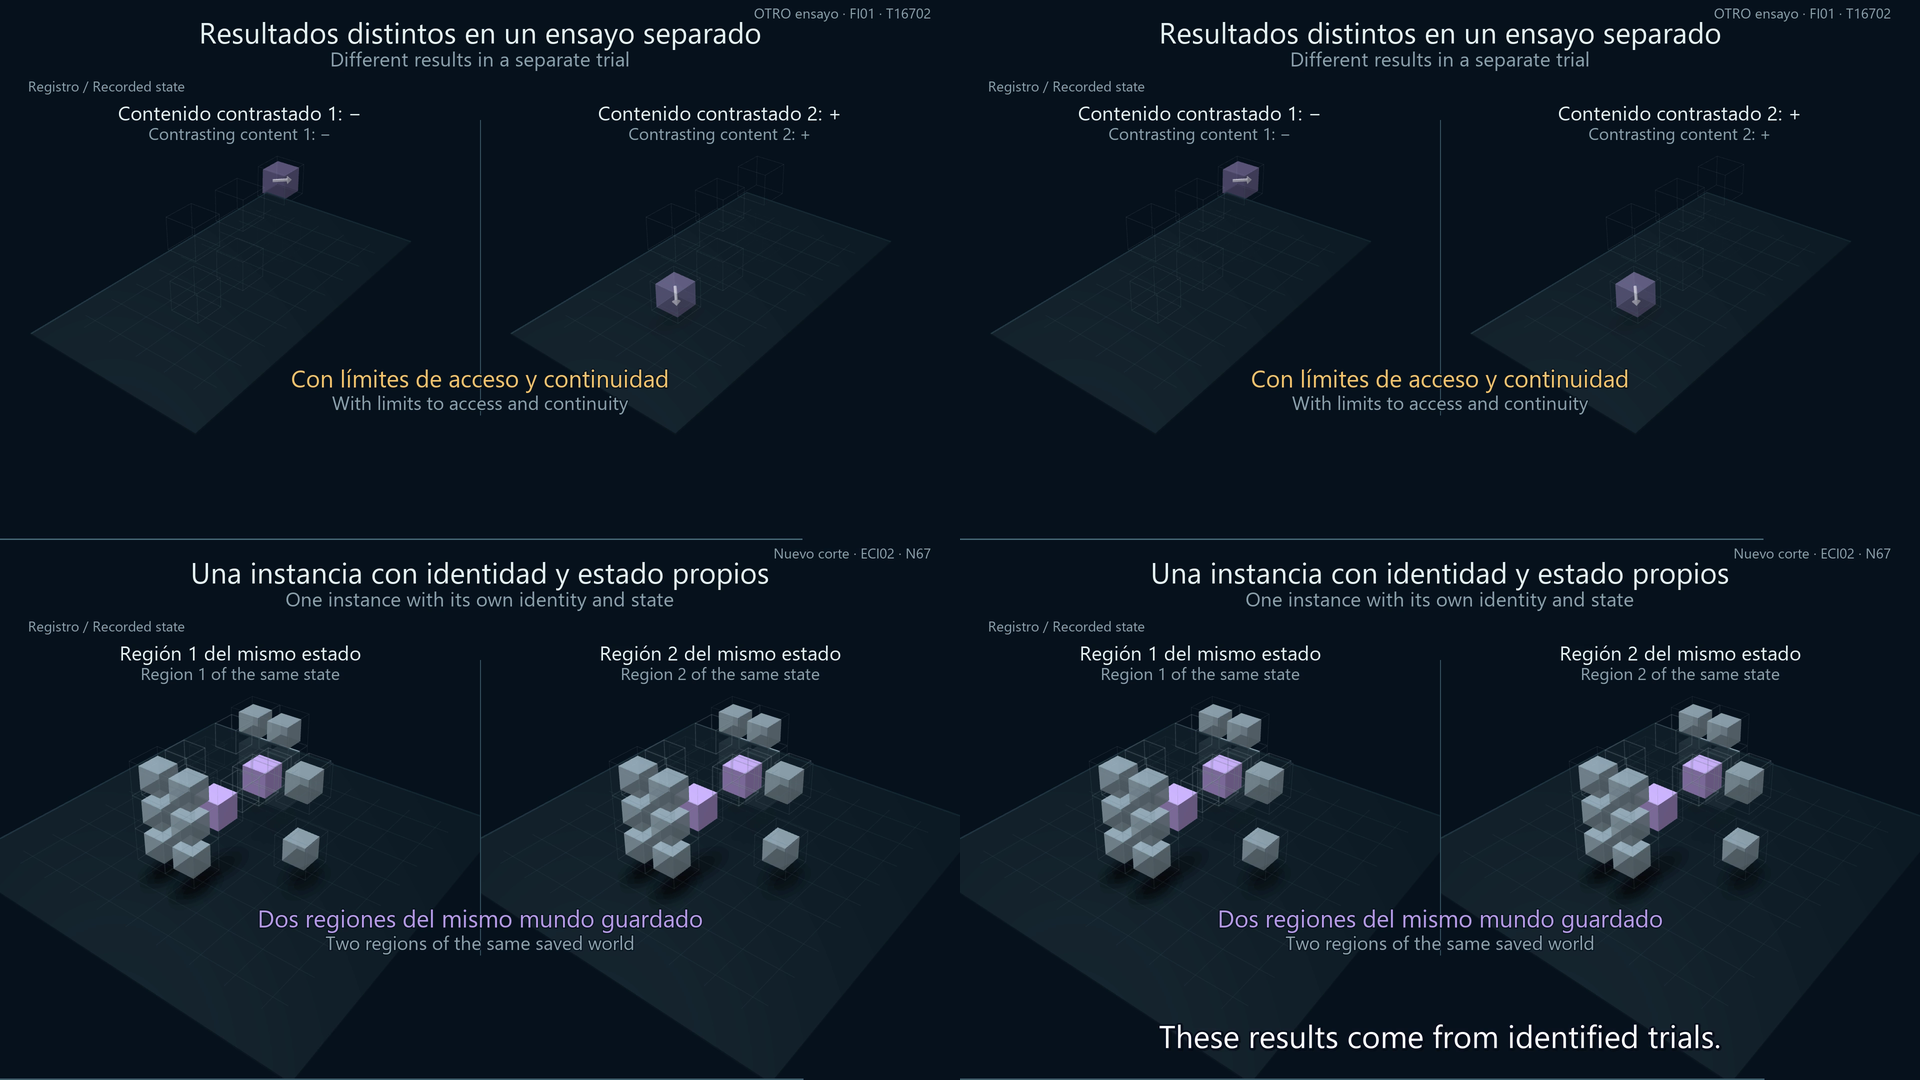 OTRO ensayo · FI01 · T16702
Resultados distintos en un ensayo separado
Different results in a separate trial
Registro / Recorded state
Contenido contrastado 1: −
Contrasting content 1: −
Contenido contrastado 2: +
Contrasting content 2: +
Con límites de acceso y continuidad
With limits to access and continuity
OTRO ensayo · FI01 · T16702
Resultados distintos en un ensayo separado
Different results in a separate trial
Registro / Recorded state
Contenido contrastado 1: −
Contrasting content 1: −
Contenido contrastado 2: +
Contrasting content 2: +
Con límites de acceso y continuidad
With limits to access and continuity
Nuevo corte · ECI02 · N67
Una instancia con identidad y estado propios
One instance with its own identity and state
Registro / Recorded state
Región 1 del mismo estado
Region 1 of the same state
Región 2 del mismo estado
Region 2 of the same state
Dos regiones del mismo mundo guardado
Two regions of the same saved world
Nuevo corte · ECI02 · N67
Una instancia con identidad y estado propios
One instance with its own identity and state
Registro / Recorded state
Región 1 del mismo estado
Region 1 of the same state
Región 2 del mismo estado
Region 2 of the same state
Dos regiones del mismo mundo guardado
Two regions of the same saved world
These results come from identified trials.